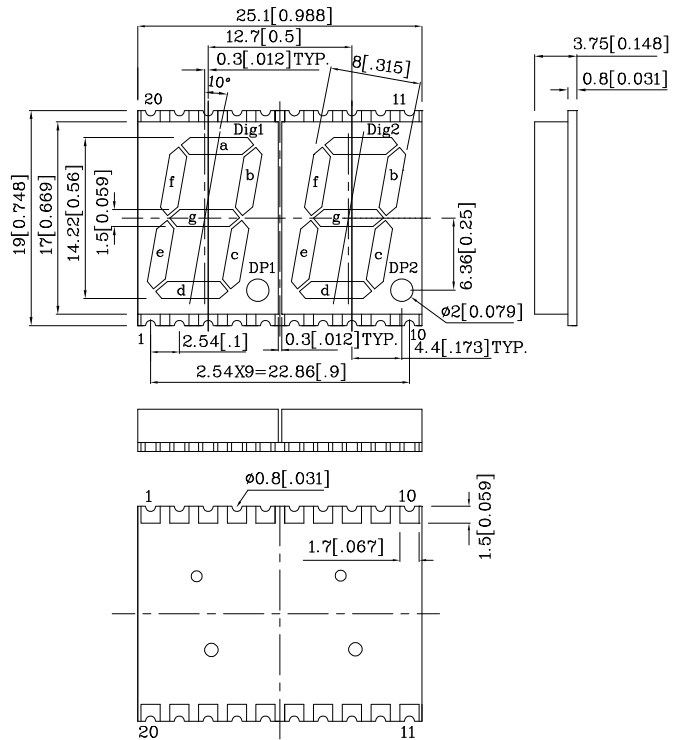 25.1[0.988]
12.7[0.5]
0.3[.012]TYP.
8[.315]
3.75[0.148]
0.8[0.031]
10°
20
11
Dig1
Dig2
a
a
b
b
f
f
g
g
e
e
c
c
d
d
DP1
DP2
19[0.748]
17[0.669]
14.22[0.56]
1.5[0.059]
6.36[0.25]
ø2[0.079]
1
10
2.54[.1]
0.3[.012]TYP.
4.4[.173]TYP.
2.54X9=22.86[.9]
ø0.8[.031]
1
10
1.5[0.059]
1.7[.067]
20
11